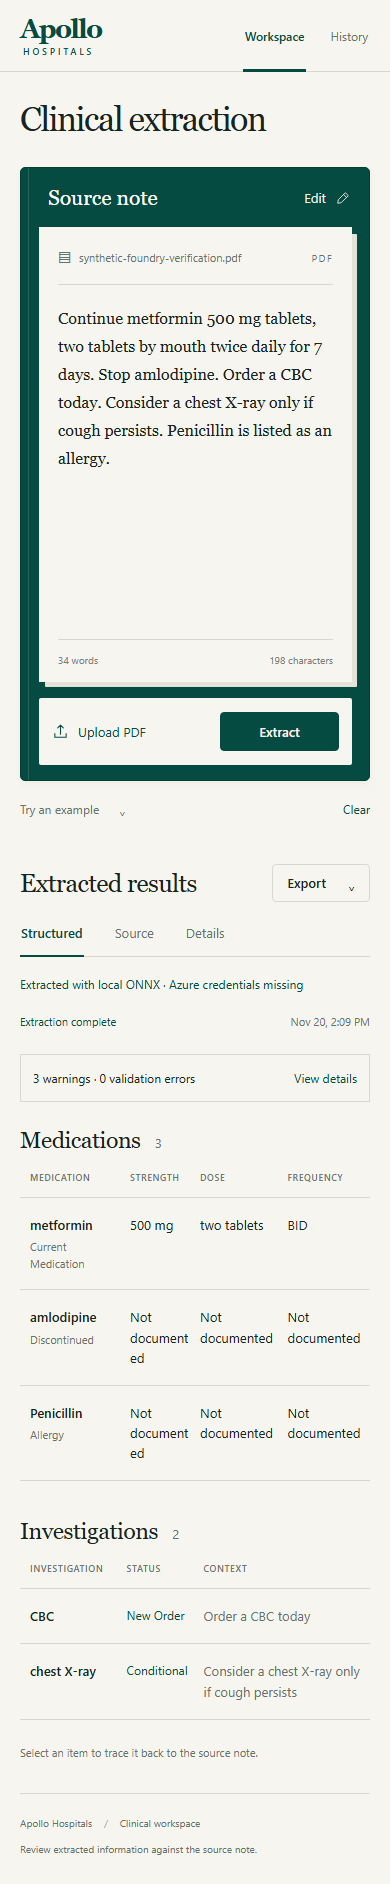 Apollo
HOSPITALS
Workspace
History
Clinical extraction
Source note
Edit
synthetic-foundry-verification.pdf
PDF
Continue metformin 500 mg tablets,
two tablets by mouth twice daily for 7
days. Stop amlodipine. Order a CBC
today. Consider a chest X-ray only if
cough persists. Penicillin is listed as an
allergy.
34 words
198 characters
Upload PDF
Extract
Try an example
Clear
Extracted results
Export
Structured
Source
Details
Extracted with local ONNX · Azure credentials missing
Extraction complete
Nov 20, 2:09 PM
3 warnings · 0 validation errors
View details
Medications 3
MEDICATION STRENGTH DOSE FREQUENCY
metformin 500 mg two tablets BID
Current
Medication
amlodipine Not Not Not
Discontinued document documented documented
ed
Penicillin Not Not Not
Allergy document documented documented
ed
Investigations 2
INVESTIGATION STATUS CONTEXT
CBC New Order Order a CBC today
chest X-ray Conditional Consider a chest X-ray only
if cough persists
Select an item to trace it back to the source note.
Apollo Hospitals / Clinical workspace
Review extracted information against the source note.